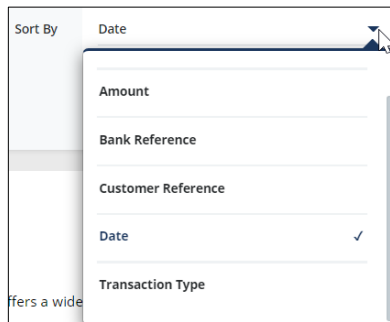 Sort By Date
Amount
Bank Reference
Customer Reference
Date ✓
Transaction Type
ffers a wide